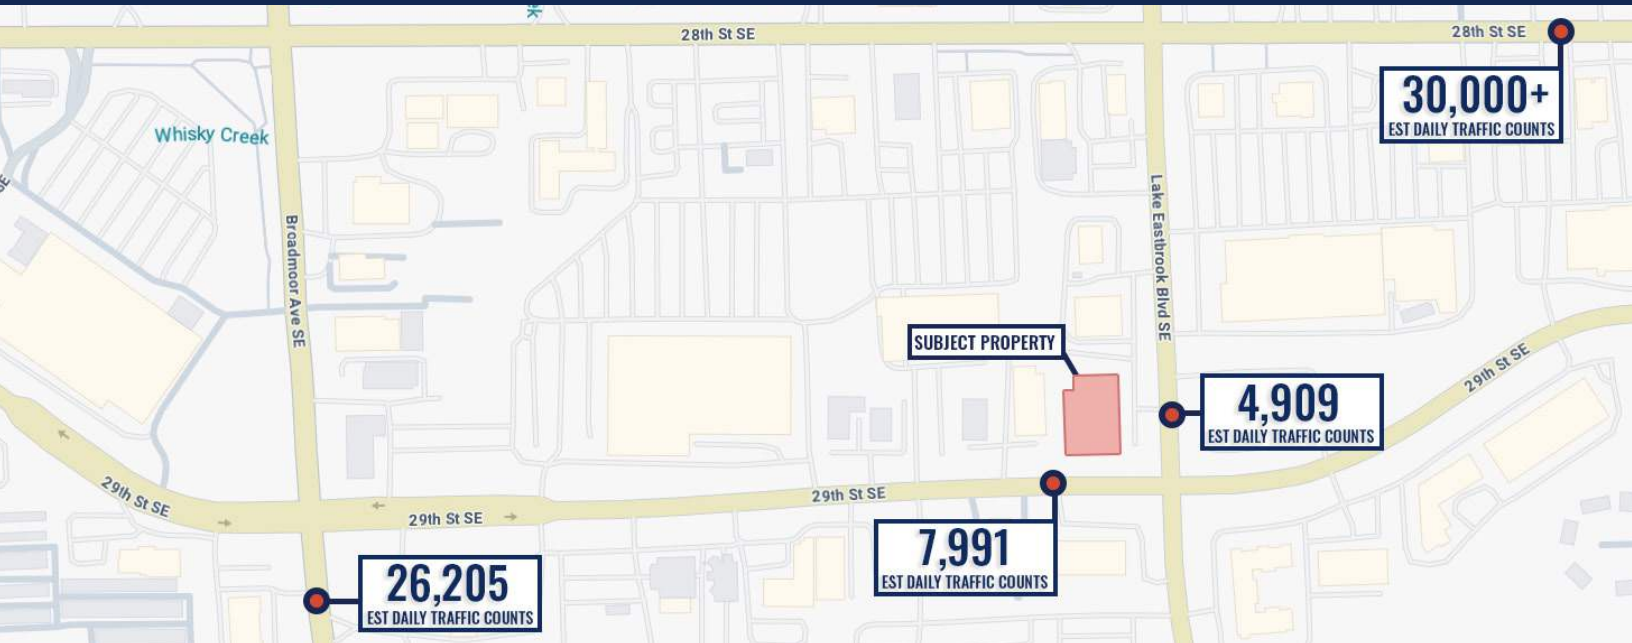 28th St SE
28th St SE
30,000+
EST DAILY TRAFFIC COUNTS
Whisky Creek
Broadmoor Ave SE
Lake Eastbrook Blvd SE
SUBJECT PROPERTY
29th St SE
4,909
EST DAILY TRAFFIC COUNTS
29th St SE
29th St SE
29th St SE
7,991
EST DAILY TRAFFIC COUNTS
26,205
EST DAILY TRAFFIC COUNTS